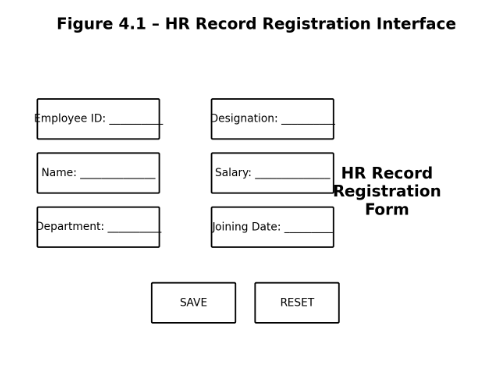 Figure 4.1 – HR Record Registration Interface
Employee ID: __________
Designation: __________
Name: ______________
Salary: ______________
HR Record
Registration
Form
Department: __________
Joining Date: _________
SAVE
RESET